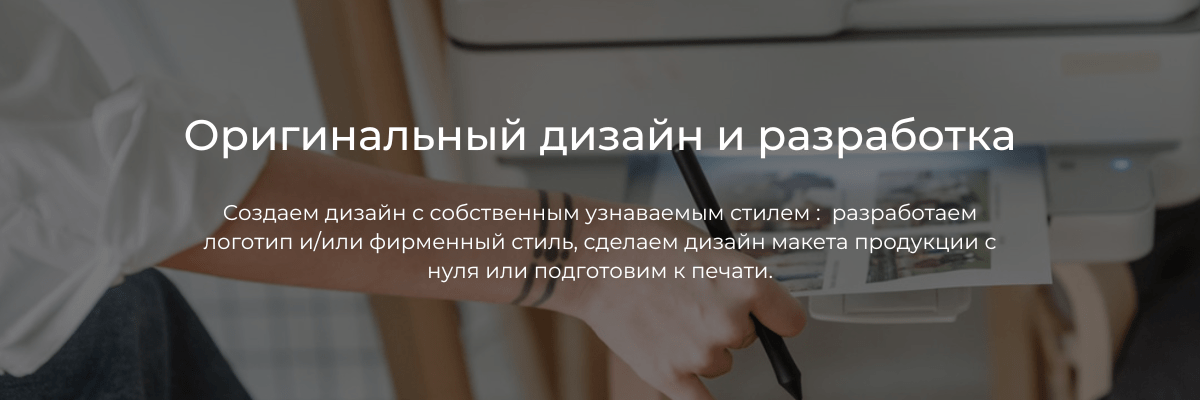 Оригинальный дизайн и разработка
Создаем дизайн с собственным узнаваемым стилем :  разработаем
логотип и/или фирменный стиль, сделаем дизайн макета продукции с
нуля или подготовим к печати.